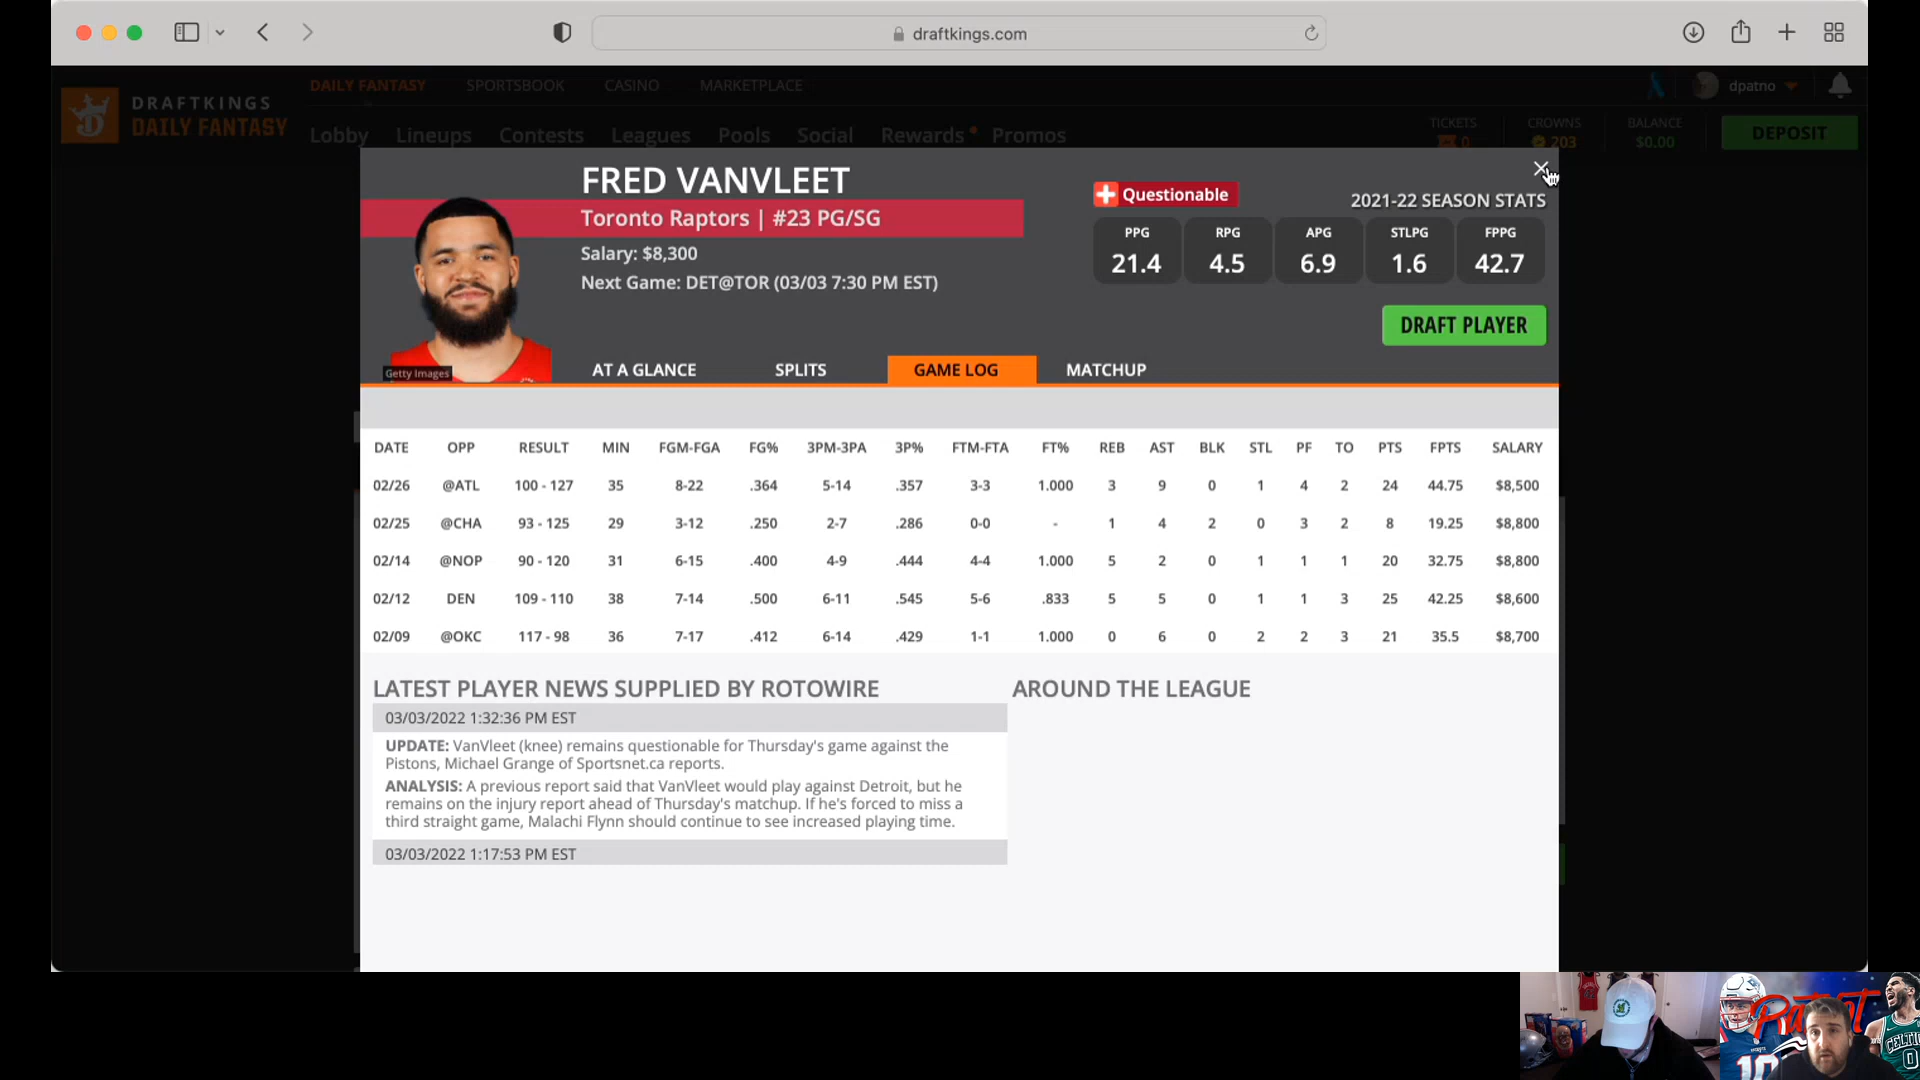 draftkings.com
DRAFTKINGS
DAILY FANTASY
DAILY FANTASY SPORTSBOOK CASINO MARKETPLACE
dpatno
Lobby Lineups Contests Leagues Pools Social Rewards Promos
TICKETS CROWNS BALANCE
0 203 $0.00
DEPOSIT
FRED VANVLEET
Toronto Raptors | #23 PG/SG
Salary: $8,300
Next Game: DET@TOR (03/03 7:30 PM EST)
Questionable
2021-22 SEASON STATS
PPG RPG APG STLPG FPPG
21.4 4.5 6.9 1.6 42.7
DRAFT PLAYER
Getty Images
AT A GLANCE SPLITS GAME LOG MATCHUP
DATE OPP RESULT MIN FGM-FGA FG% 3PM-3PA 3P% FTM-FTA FT% REB AST BLK STL PF TO PTS FPTS SALARY
02/26 @ATL 100 - 127 35 8-22 .364 5-14 .357 3-3 1.000 3 9 0 1 4 2 24 44.75 $8,500
02/25 @CHA 93 - 125 29 3-12 .250 2-7 .286 0-0 - 1 4 2 0 3 2 8 19.25 $8,800
02/14 @NOP 90 - 120 31 6-15 .400 4-9 .444 4-4 1.000 5 2 0 1 1 1 20 32.75 $8,800
02/12 DEN 109 - 110 38 7-14 .500 6-11 .545 5-6 .833 5 5 0 1 1 3 25 42.25 $8,600
02/09 @OKC 117 - 98 36 7-17 .412 6-14 .429 1-1 1.000 0 6 0 2 2 3 21 35.5 $8,700
LATEST PLAYER NEWS SUPPLIED BY ROTOWIRE
AROUND THE LEAGUE
03/03/2022 1:32:36 PM EST
UPDATE: VanVleet (knee) remains questionable for Thursday's game against the
Pistons, Michael Grange of Sportsnet.ca reports.
ANALYSIS: A previous report said that VanVleet would play against Detroit, but he
remains on the injury report ahead of Thursday's matchup. If he's forced to miss a
third straight game, Malachi Flynn should continue to see increased playing time.
03/03/2022 1:17:53 PM EST